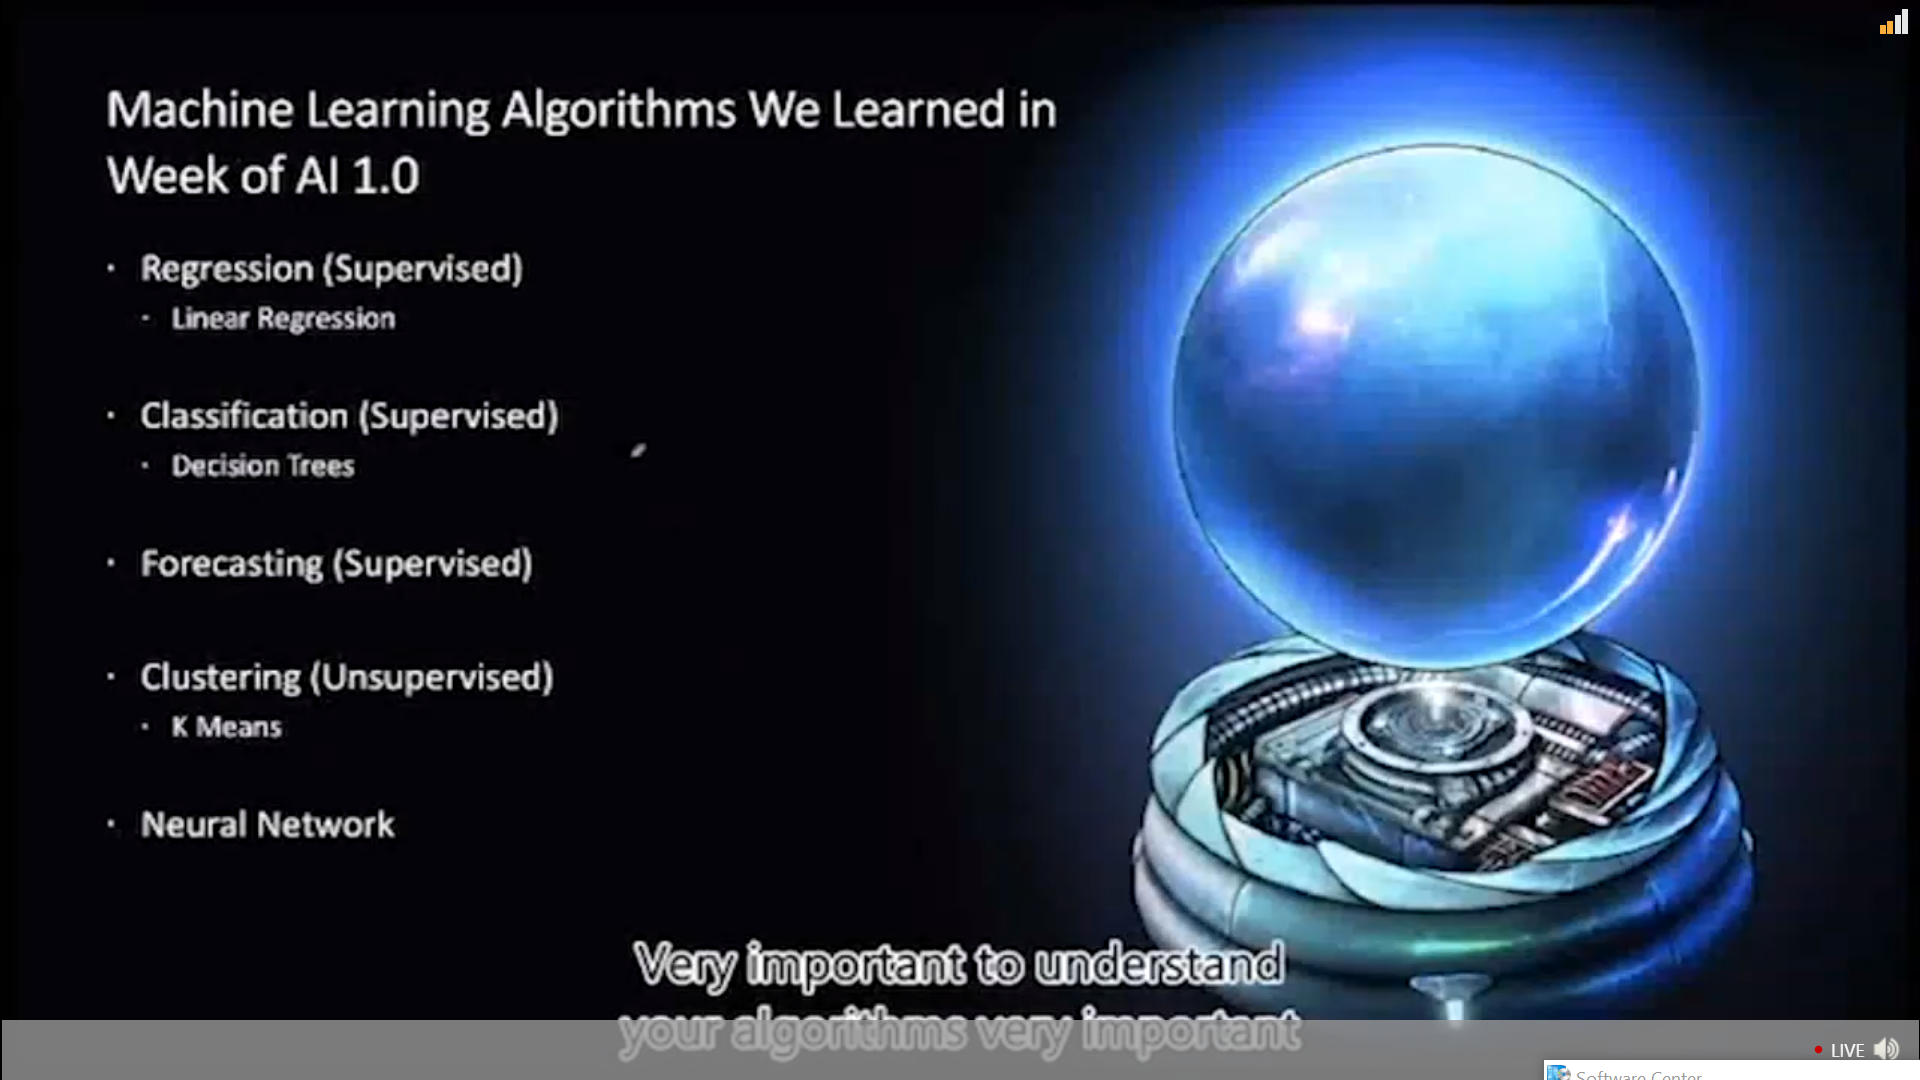 Machine Learning Algorithms We Learned in
Week of AI 1.0
· Regression (Supervised)
· Linear Regression
· Classification (Supervised)
· Decision Trees
· Forecasting (Supervised)
· Clustering (Unsupervised)
· K Means
· Neural Network
Very important to understand
your algorithms very important
LIVE
Software Center